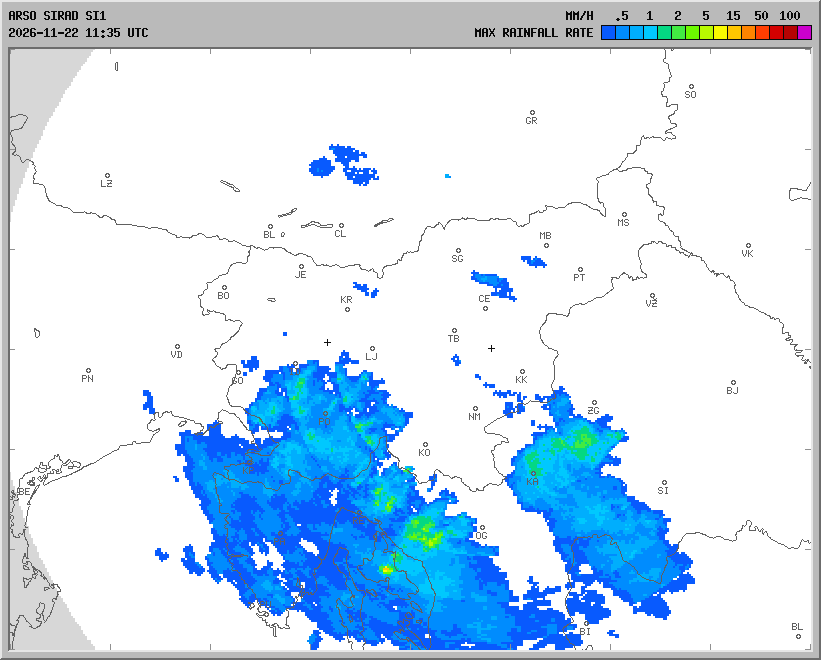 ARSO SIRAD SI1
2026-11-22 11:35 UTC
MM/H .5 1 2 5 15 50 100
MAX RAINFALL RATE
SO
GR
LZ
MS
BL
CL
MB
VK
SG
JE
PT
BO
KR
CE
VZ
TB
VD
LJ
PN
GO
KK
BJ
ZG
NM
KO
KA
SI
BE
OG
BI
BL